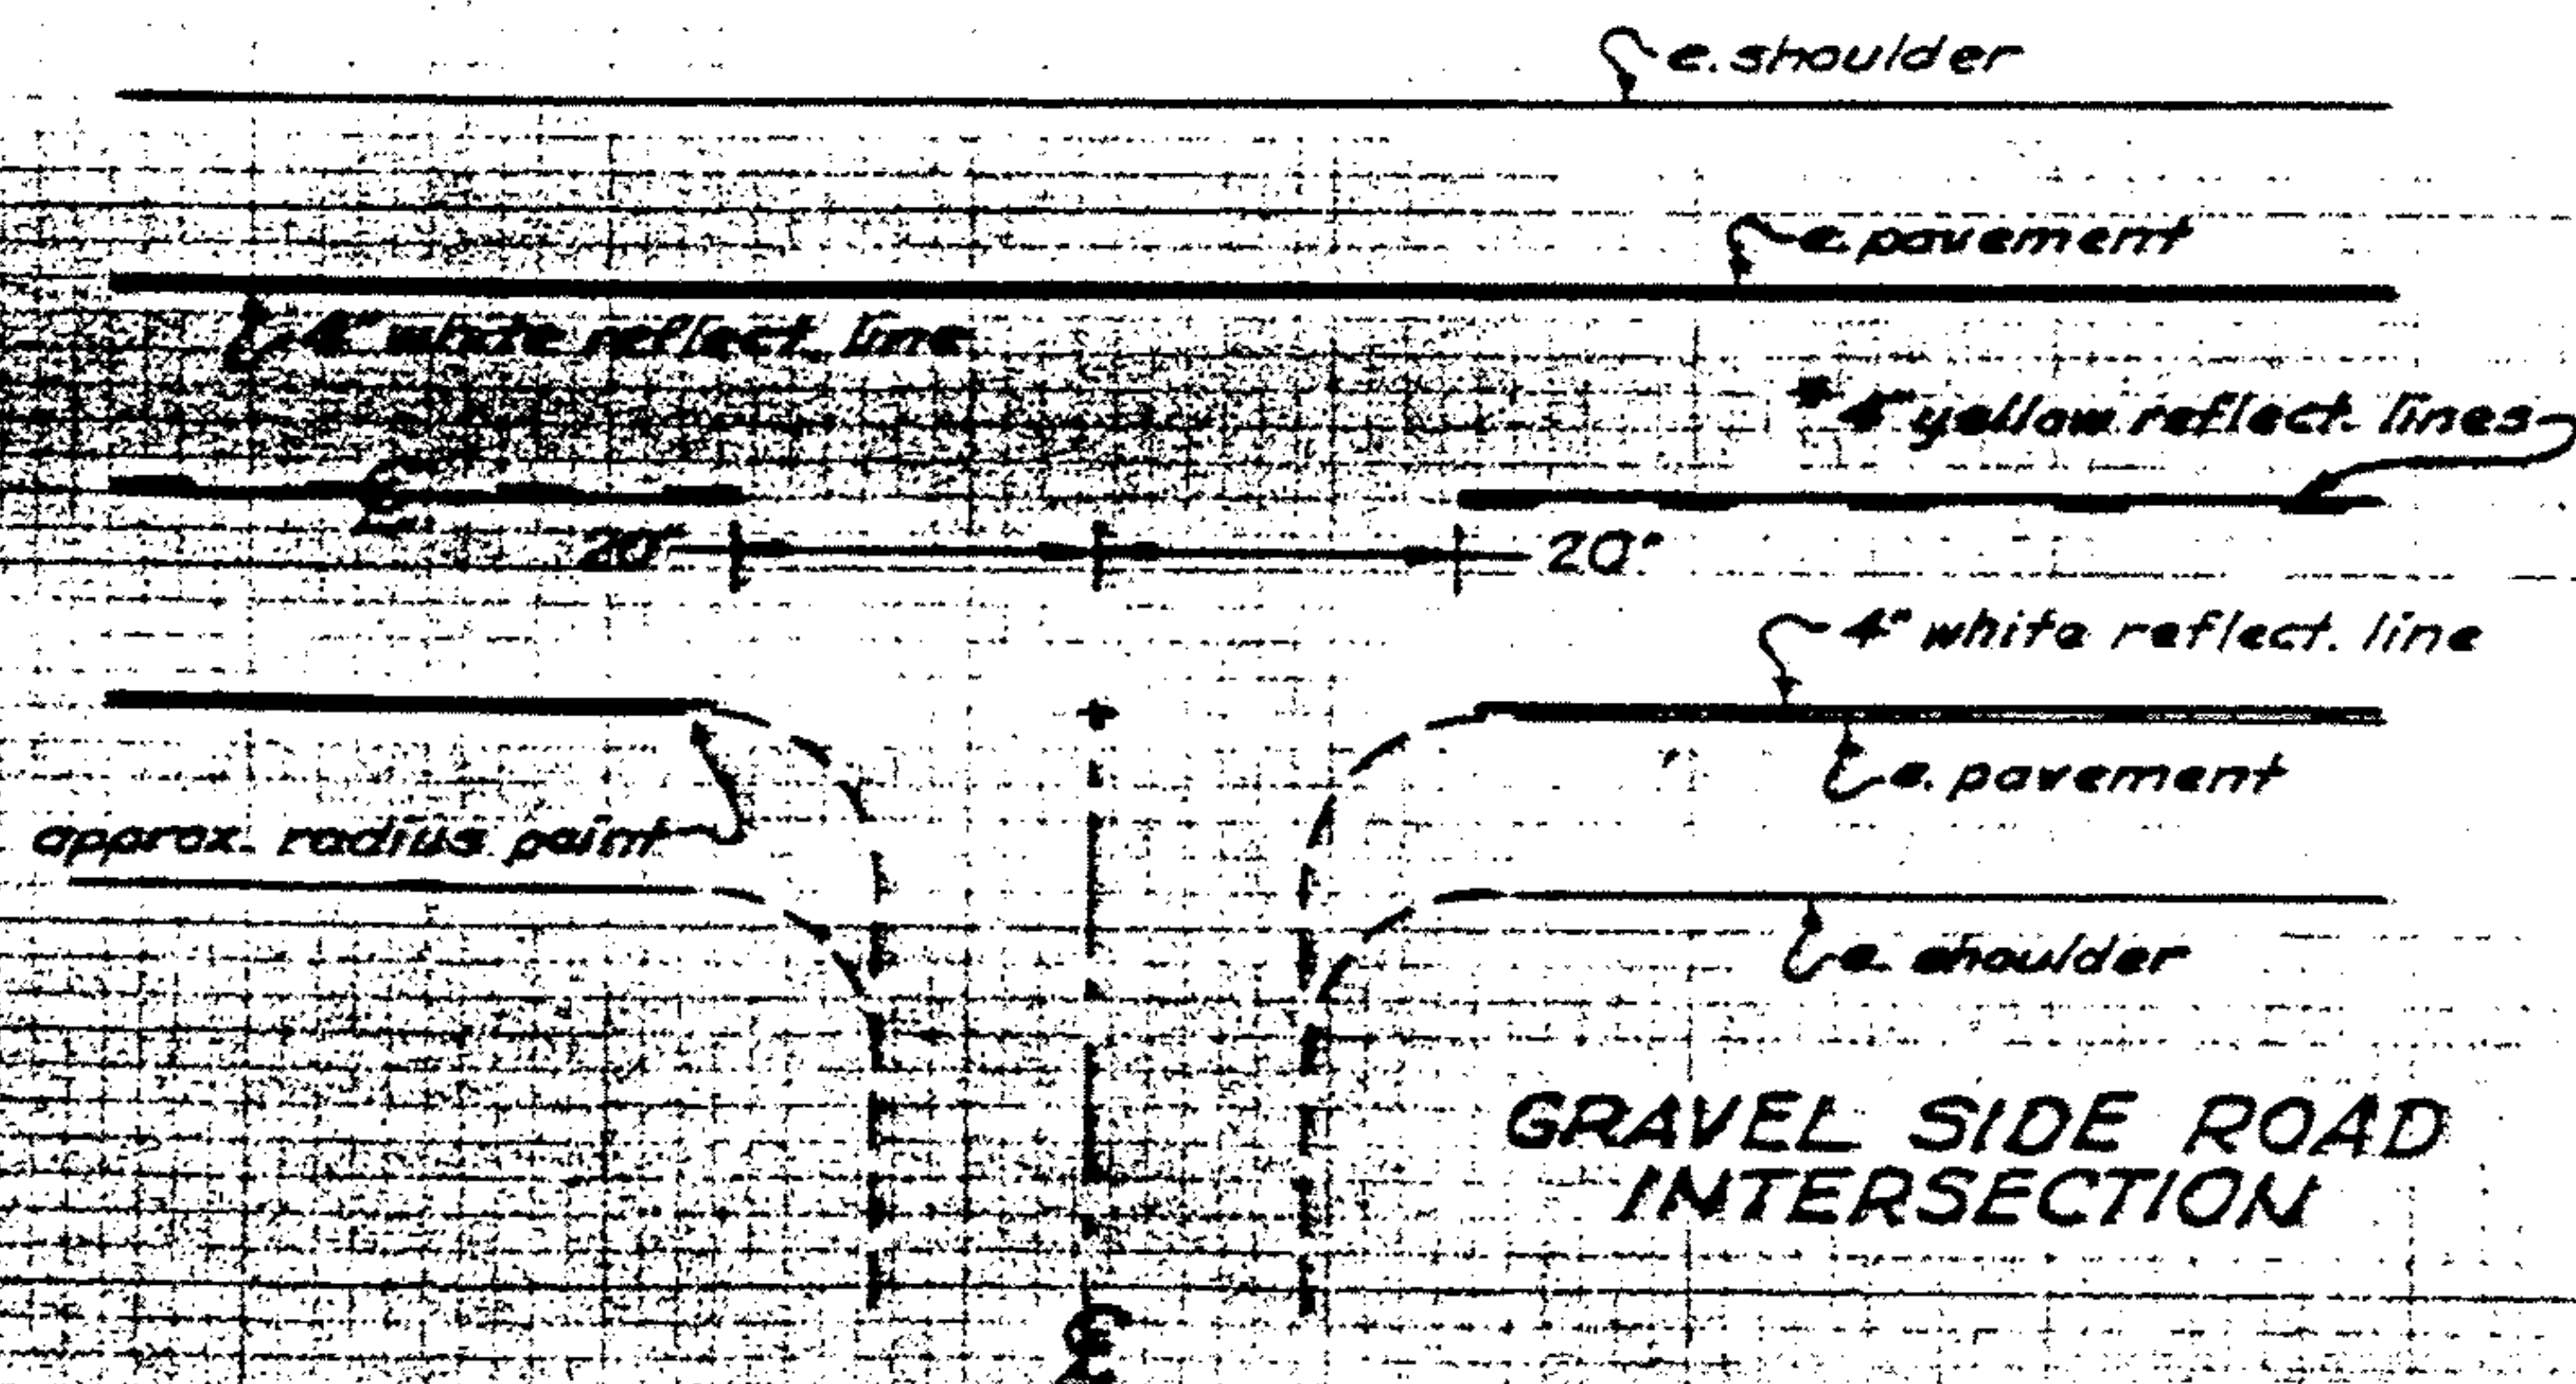 e. shoulder
e. pavement
4" white reflect. line
* 4" yellow reflect. lines
℄
20' 20'
4" white reflect. line
e. pavement
approx. radius point
e. shoulder
GRAVEL SIDE ROAD
INTERSECTION
℄